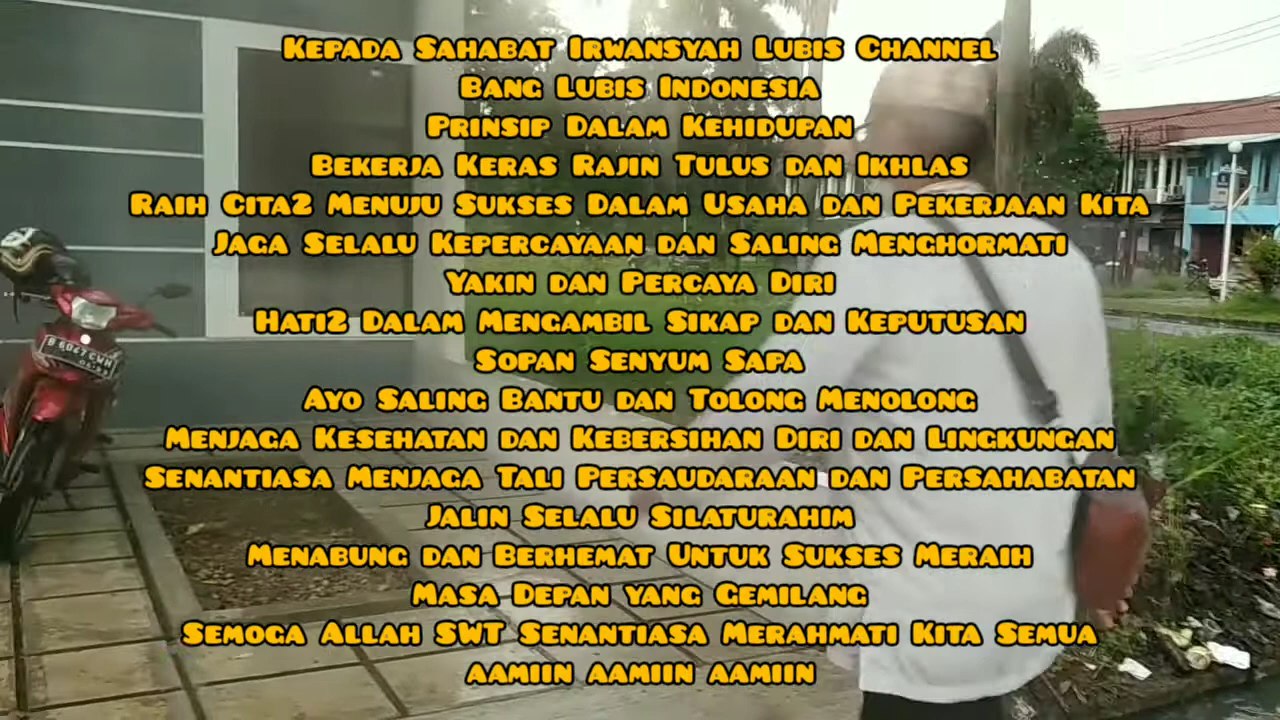 Kepada Sahabat Irwansyah Lubis Channel
Bang Lubis Indonesia
Prinsip Dalam Kehidupan
Bekerja Keras Rajin Tulus dan Ikhlas
Raih Cita2 Menuju Sukses Dalam Usaha dan Pekerjaan Kita
Jaga Selalu Kepercayaan dan Saling Menghormati
Yakin dan Percaya Diri
Hati2 Dalam Mengambil Sikap dan Keputusan
Sopan Senyum Sapa
Ayo Saling Bantu dan Tolong Menolong
Menjaga Kesehatan dan Kebersihan Diri dan Lingkungan
Senantiasa Menjaga Tali Persaudaraan dan Persahabatan
Jalin Selalu Silaturahim
Menabung dan Berhemat Untuk Sukses Meraih
Masa Depan yang Gemilang
Semoga Allah SWT Senantiasa Merahmati Kita Semua
aamiin aamiin aamiin
B 6047 CWH